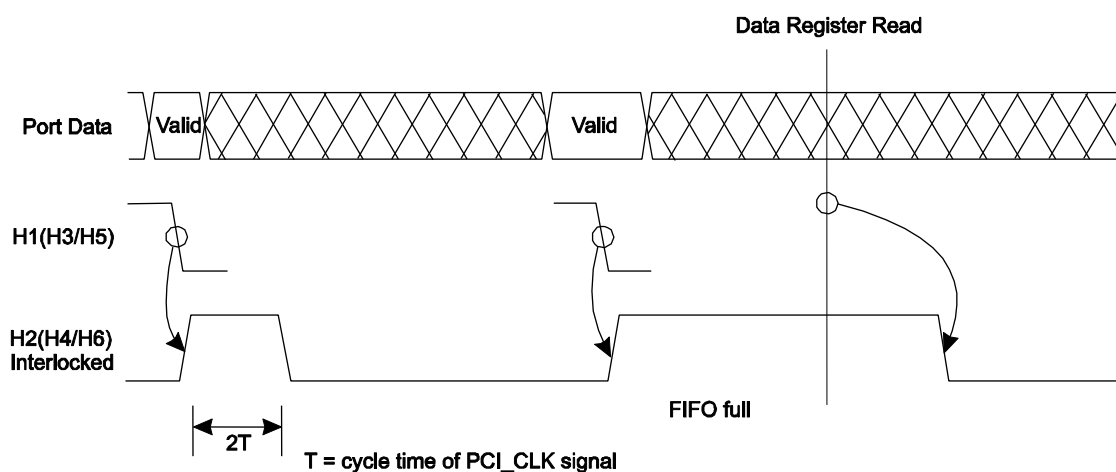 Data Register Read
Port Data
Valid
Valid
H1(H3/H5)
H2(H4/H6)
Interlocked
FIFO full
2T
T = cycle time of PCI_CLK signal